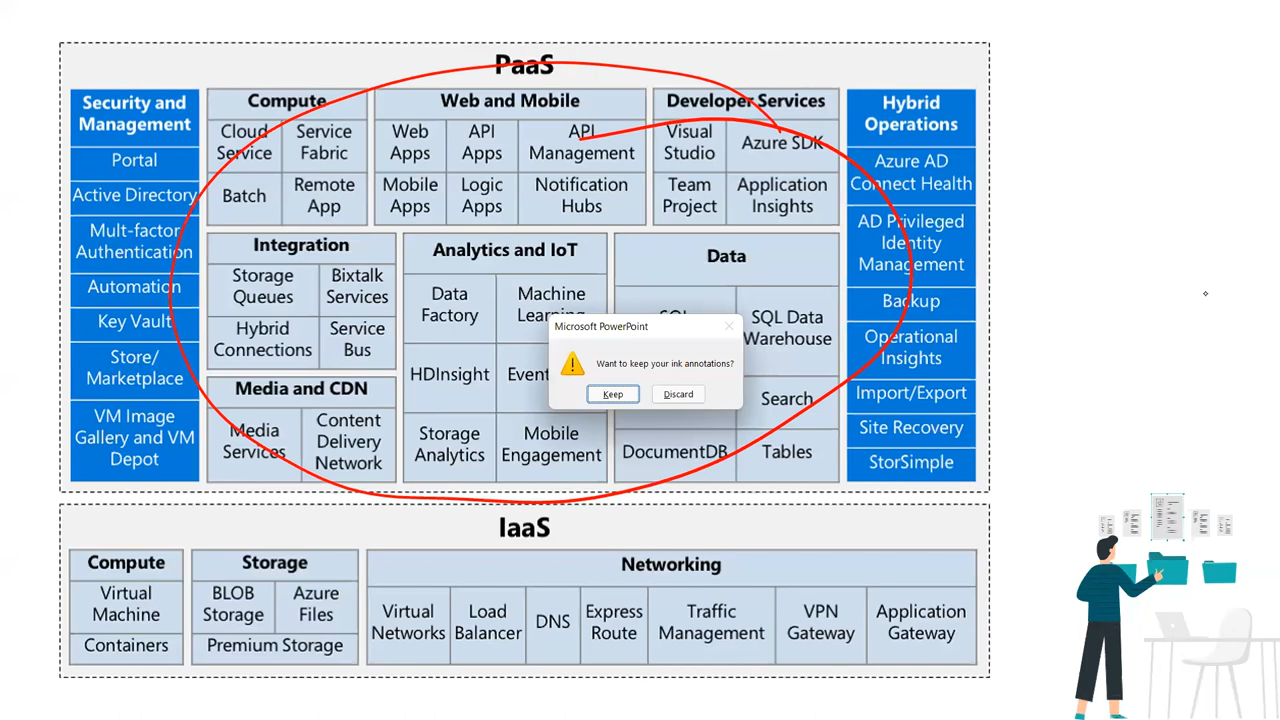 PaaS
Security and
Management
Portal
Active Directory
Mult-factor
Authentication
Automation
Key Vault
Store/
Marketplace
VM Image
Gallery and VM
Depot
Compute
Cloud
Service
Service
Fabric
Batch
Remote
App
Web and Mobile
Web
Apps
API
Apps
API
Management
Mobile
Apps
Logic
Apps
Notification
Hubs
Developer Services
Visual
Studio
Azure SDK
Team
Project
Application
Insights
Hybrid
Operations
Azure AD
Connect Health
AD Privileged
Identity
Management
Backup
Operational
Insights
Import/Export
Site Recovery
StorSimple
Integration
Storage
Queues
Bixtalk
Services
Hybrid
Connections
Service
Bus
Media and CDN
Media
Services
Content
Delivery
Network
Analytics and IoT
Data
Factory
Machine
Learning
HDInsight
Event
Storage
Analytics
Mobile
Engagement
Data
SQL
SQL Data
Warehouse
Search
DocumentDB
Tables
Microsoft PowerPoint
Want to keep your ink annotations?
Keep
Discard
IaaS
Compute
Virtual
Machine
Containers
Storage
BLOB
Storage
Azure
Files
Premium Storage
Networking
Virtual
Networks
Load
Balancer
DNS
Express
Route
Traffic
Management
VPN
Gateway
Application
Gateway